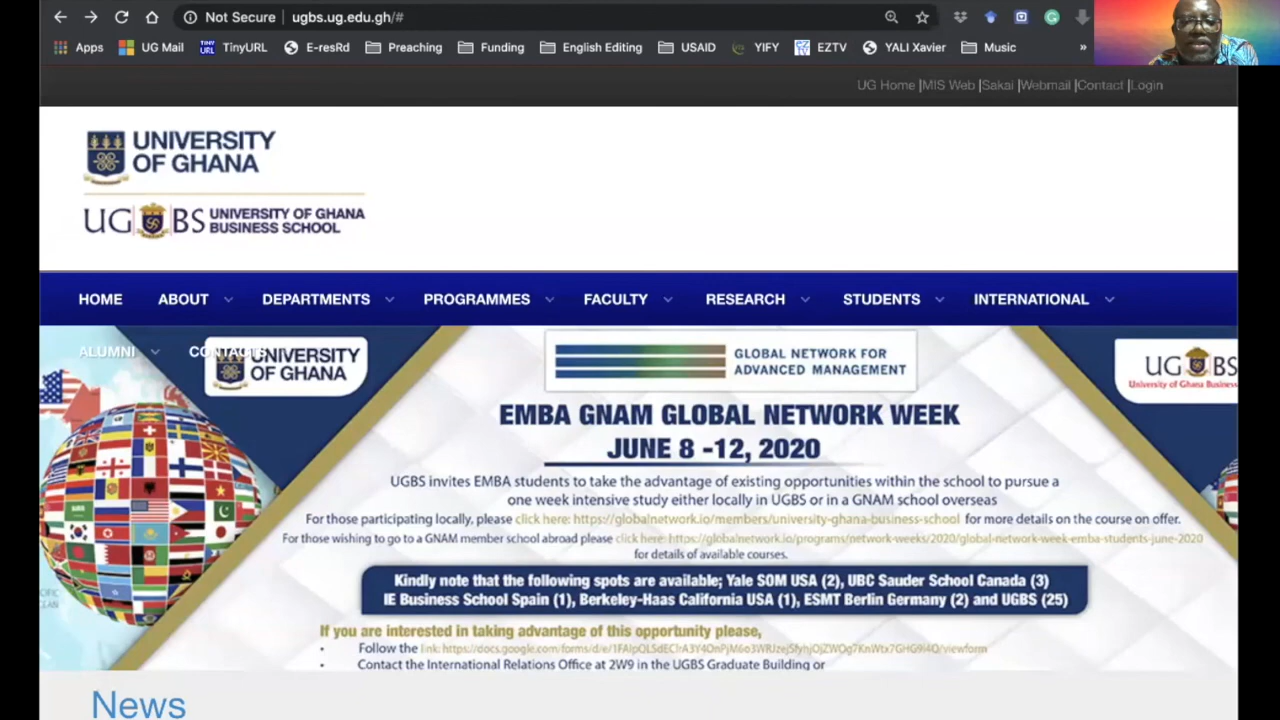 Not Secure | ugbs.ug.edu.gh/#
Apps UG Mail TinyURL E-resRd Preaching Funding English Editing USAID YIFY EZTV YALI Xavier Music »
UG Home |MIS Web |Sakai |Webmail |Contact |Login
UNIVERSITY
OF GHANA
UG BS UNIVERSITY OF GHANA
BUSINESS SCHOOL
HOME ABOUT DEPARTMENTS PROGRAMMES FACULTY RESEARCH STUDENTS INTERNATIONAL
ALUMNI CONTACTS
UNIVERSITY
OF GHANA
GLOBAL NETWORK FOR
ADVANCED MANAGEMENT
UG BS
University of Ghana Business
EMBA GNAM GLOBAL NETWORK WEEK
JUNE 8 -12, 2020
UGBS invites EMBA students to take the advantage of existing opportunities within the school to pursue a
one week intensive study either locally in UGBS or in a GNAM school overseas
For those participating locally, please click here: https://globalnetwork.io/members/university-ghana-business-school for more details on the course on offer.
For those wishing to go to a GNAM member school abroad please click here: https://globalnetwork.io/programs/network-weeks/2020/global-network-week-emba-students-june-2020
for details of available courses.
Kindly note that the following spots are available; Yale SOM USA (2), UBC Sauder School Canada (3)
IE Business School Spain (1), Berkeley-Haas California USA (1), ESMT Berlin Germany (2) and UGBS (25)
If you are interested in taking advantage of this opportunity please,
• Follow the link:
• Contact the International Relations Office at 2W9 in the UGBS Graduate Building or
News